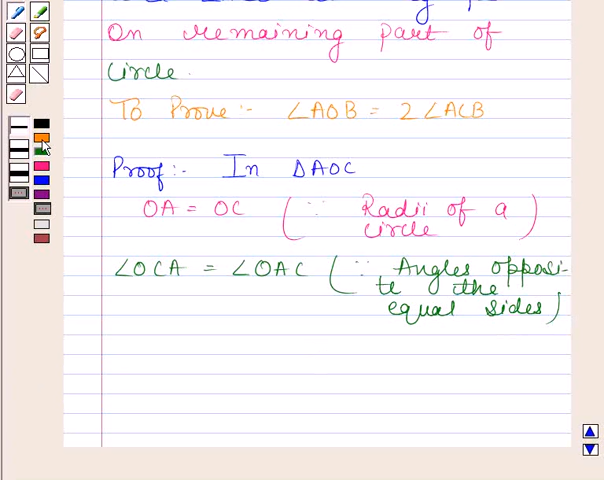 On remaining part of
circle.
To Prove :- ∠AOB = 2∠ACB
Proof :- In ΔAOC
OA = OC ( ∵ Radii of a
circle )
∠OCA = ∠OAC ( ∵ Angles opposi-
te the
equal sides )